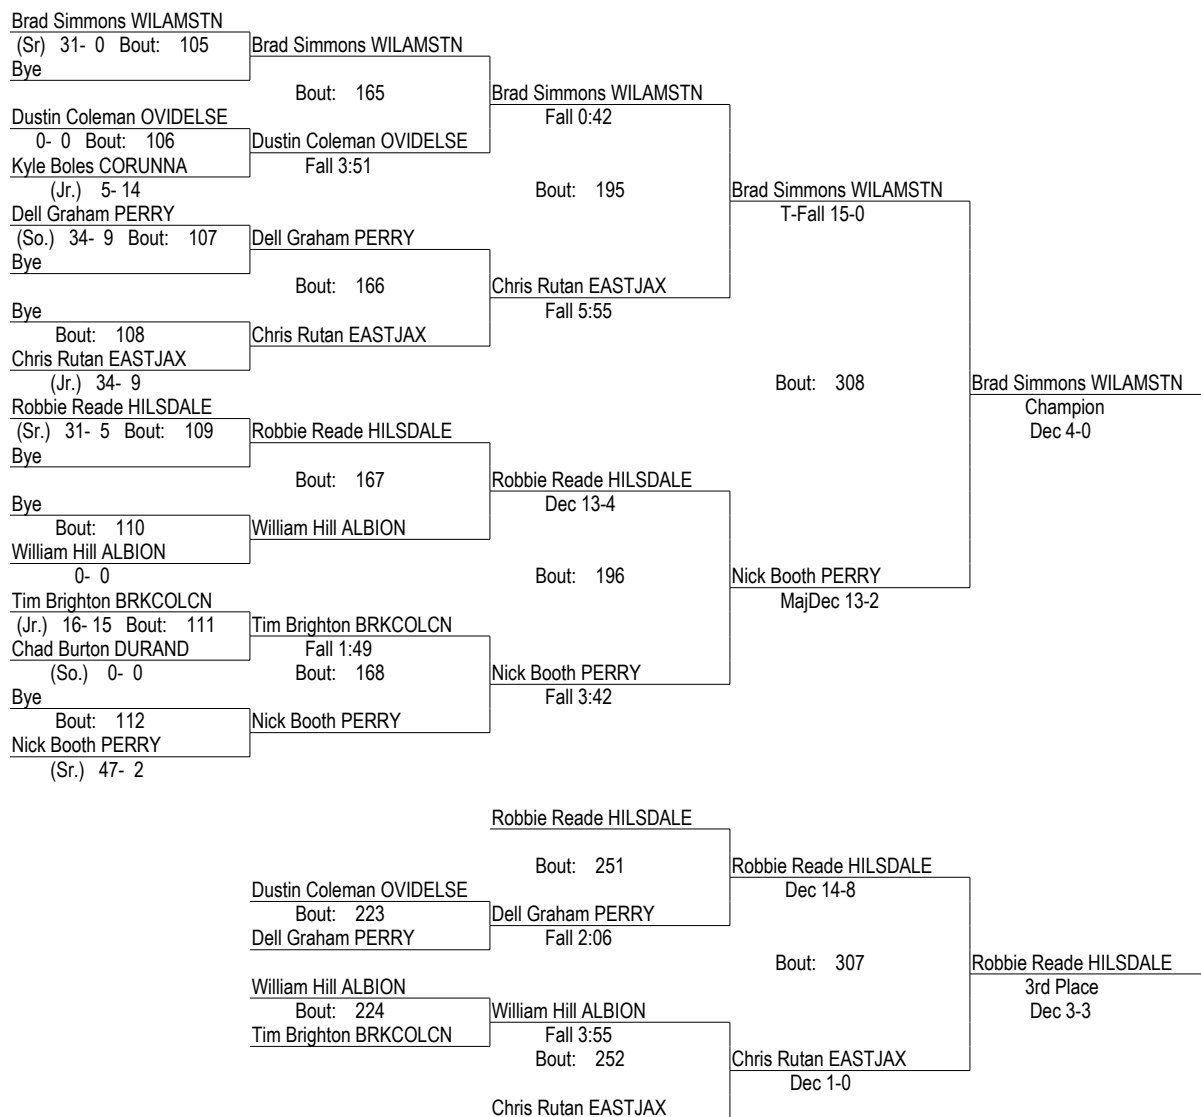 Brad Simmons WILAMSTN
(Sr) 31- 0 Bout: 105
Brad Simmons WILAMSTN
Bye
Bout: 165
Brad Simmons WILAMSTN
Fall 0:42
Dustin Coleman OVIDELSE
0- 0 Bout: 106
Dustin Coleman OVIDELSE
Kyle Boles CORUNNA
Fall 3:51
(Jr.) 5- 14
Bout: 195
Brad Simmons WILAMSTN
T-Fall 15-0
Dell Graham PERRY
(So.) 34- 9 Bout: 107
Dell Graham PERRY
Bye
Bout: 166
Chris Rutan EASTJAX
Fall 5:55
Bye
Bout: 108
Chris Rutan EASTJAX
Chris Rutan EASTJAX
(Jr.) 34- 9
Bout: 308
Brad Simmons WILAMSTN
Champion
Dec 4-0
Robbie Reade HILSDALE
(Sr.) 31- 5 Bout: 109
Robbie Reade HILSDALE
Bye
Bout: 167
Robbie Reade HILSDALE
Dec 13-4
Bye
Bout: 110
William Hill ALBION
William Hill ALBION
0- 0
Bout: 196
Nick Booth PERRY
MajDec 13-2
Tim Brighton BRKCOLCN
(Jr.) 16- 15 Bout: 111
Tim Brighton BRKCOLCN
Chad Burton DURAND
Fall 1:49
(So.) 0- 0
Bout: 168
Nick Booth PERRY
Fall 3:42
Bye
Bout: 112
Nick Booth PERRY
Nick Booth PERRY
(Sr.) 47- 2
Robbie Reade HILSDALE
Bout: 251
Robbie Reade HILSDALE
Dec 14-8
Dustin Coleman OVIDELSE
Bout: 223
Dell Graham PERRY
Dell Graham PERRY
Fall 2:06
Bout: 307
Robbie Reade HILSDALE
3rd Place
Dec 3-3
William Hill ALBION
Bout: 224
William Hill ALBION
Tim Brighton BRKCOLCN
Fall 3:55
Bout: 252
Chris Rutan EASTJAX
Dec 1-0
Chris Rutan EASTJAX